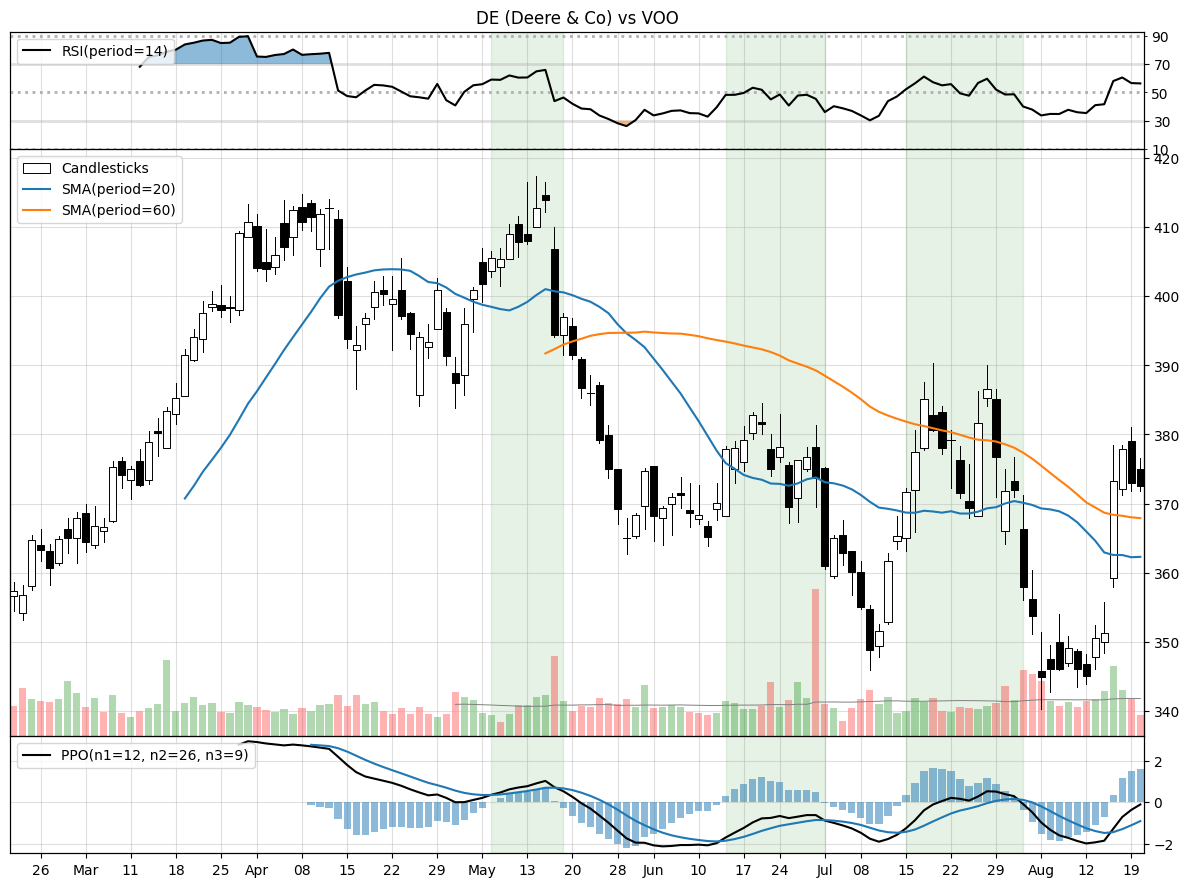 DE (Deere & Co) vs VOO
RSI(period=14)
90
70
50
30
10
Candlesticks
SMA(period=20)
SMA(period=60)
420
410
400
390
380
370
360
350
340
PPO(n1=12, n2=26, n3=9)
2
0
−2
26 Mar 11 18 25 Apr 08 15 22 29 May 13 20 28 Jun 10 17 24 Jul 08 15 22 29 Aug 12 19